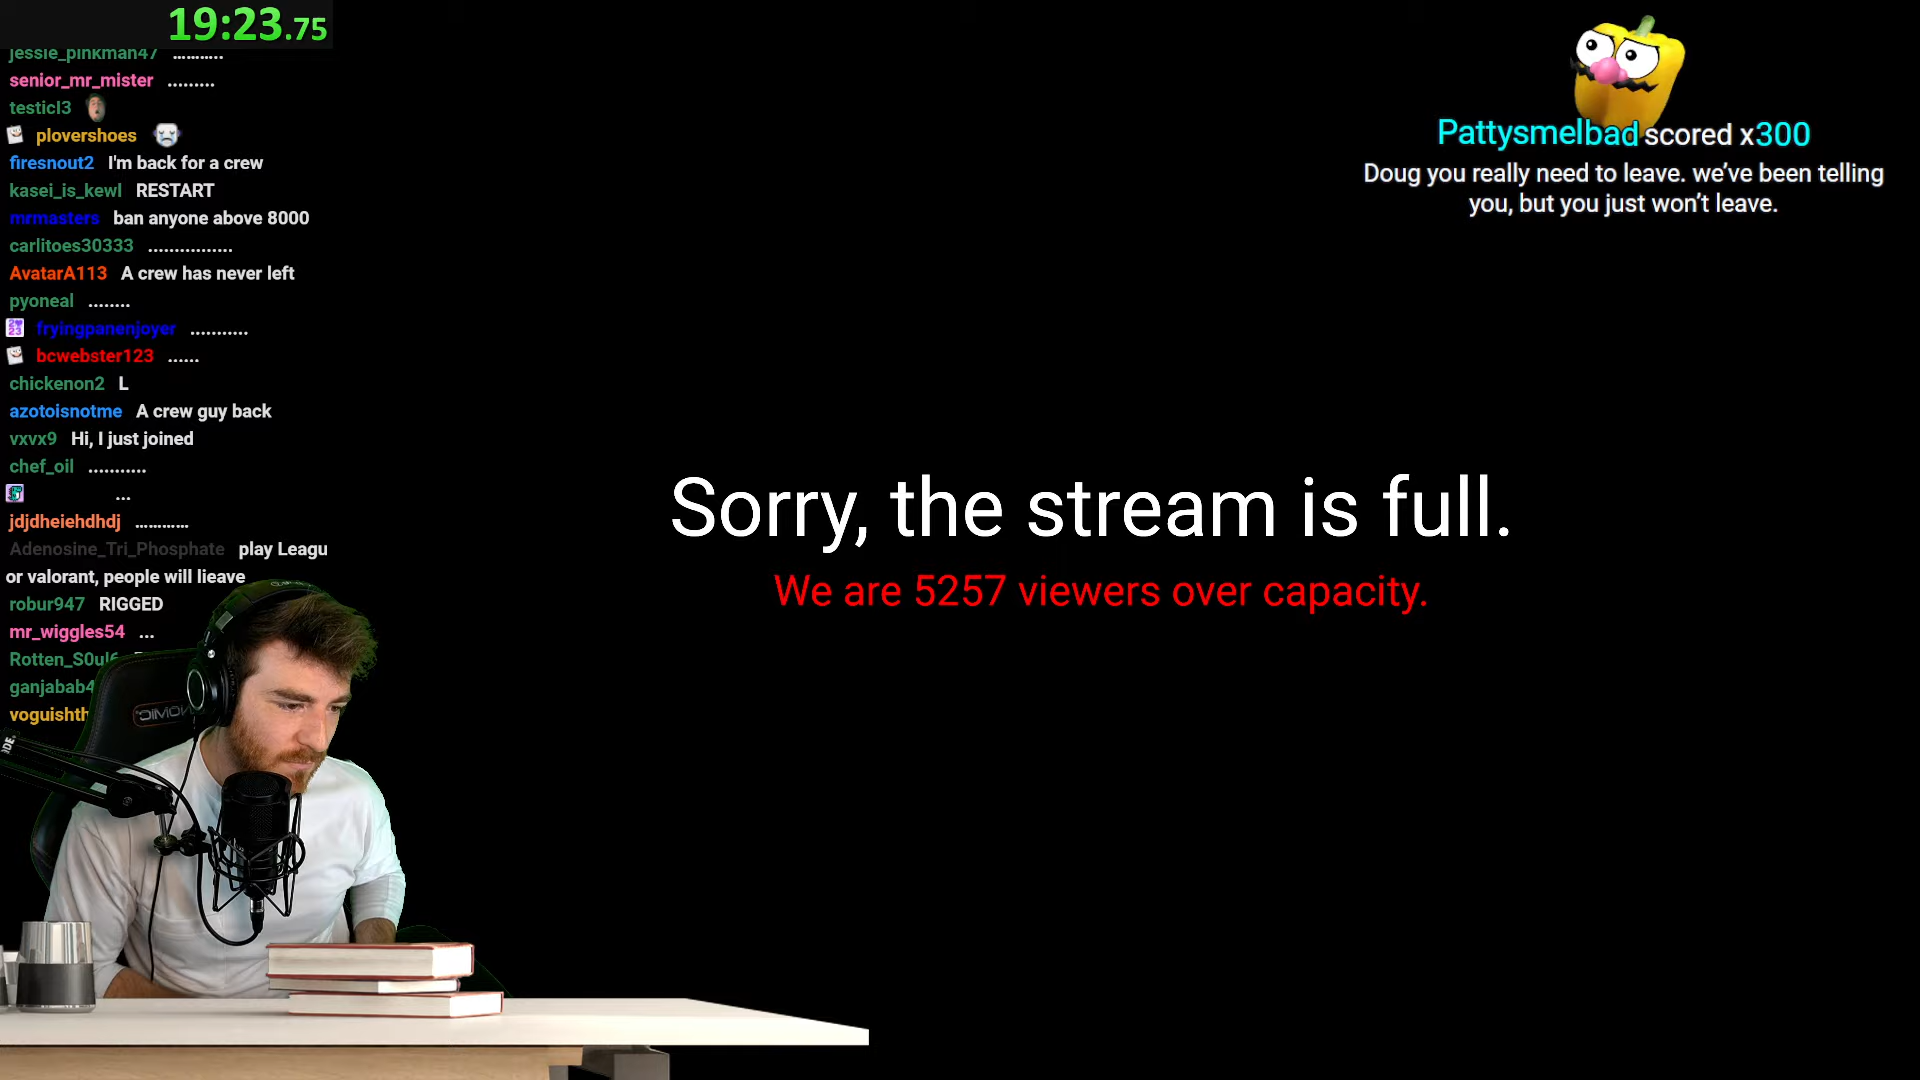 19:23.75
jessie_pinkman47 ...........
senior_mr_mister .........
testicl3
plovershoes
firesnout2 I'm back for a crew
kasei_is_kewl RESTART
mrmasters ban anyone above 8000
carlitoes30333 ................
AvatarA113 A crew has never left
pyoneal ........
fryingpanenjoyer ...........
bcwebster123 ......
chickenon2 L
azotoisnotme A crew guy back
vxvx9 Hi, I just joined
chef_oil ...........
...
jdjdheiehdhdj ............
Adenosine_Tri_Phosphate play Leagu
or valorant, people will lieave
robur947 RIGGED
mr_wiggles54 ...
Rotten_S0ul6
ganjabab4
voguishth
Pattysmelbad scored x300
Doug you really need to leave. we’ve been telling
you, but you just won’t leave.
Sorry, the stream is full.
We are 5257 viewers over capacity.